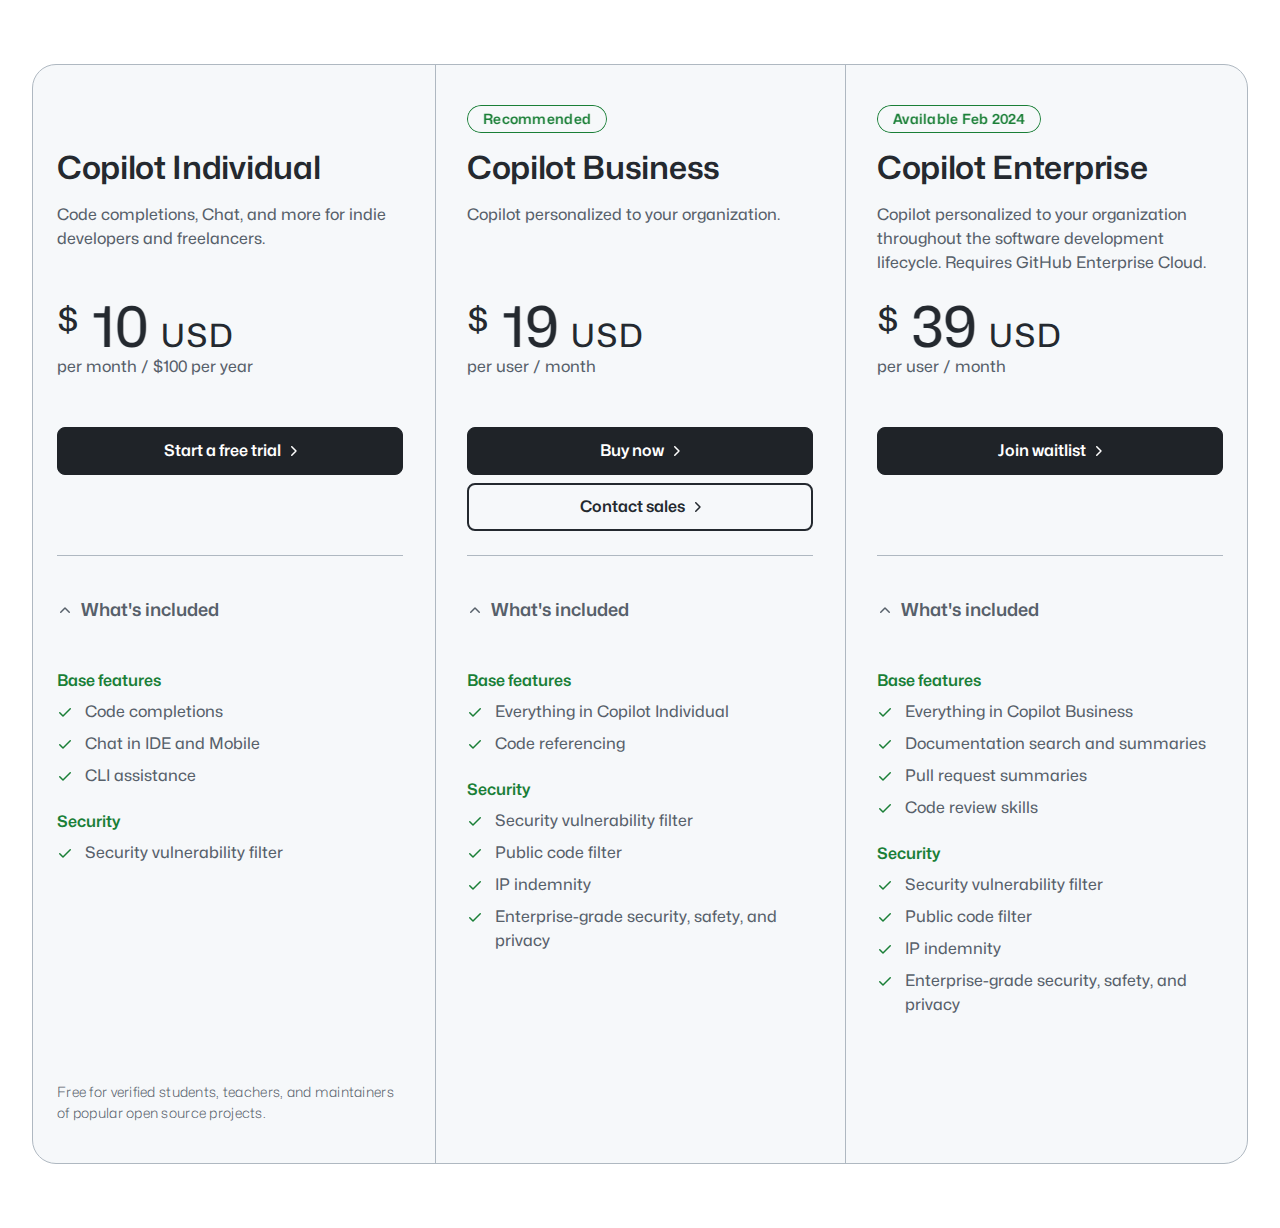 Copilot Individual
Code completions, Chat, and more for indie
developers and freelancers.
$ 10 USD
per month / $100 per year
Start a free trial
What's included
Base features
Code completions
Chat in IDE and Mobile
CLI assistance
Security
Security vulnerability filter
Free for verified students, teachers, and maintainers
of popular open source projects.
Recommended
Copilot Business
Copilot personalized to your organization.
$ 19 USD
per user / month
Buy now
Contact sales
What's included
Base features
Everything in Copilot Individual
Code referencing
Security
Security vulnerability filter
Public code filter
IP indemnity
Enterprise-grade security, safety, and
privacy
Available Feb 2024
Copilot Enterprise
Copilot personalized to your organization
throughout the software development
lifecycle. Requires GitHub Enterprise Cloud.
$ 39 USD
per user / month
Join waitlist
What's included
Base features
Everything in Copilot Business
Documentation search and summaries
Pull request summaries
Code review skills
Security
Security vulnerability filter
Public code filter
IP indemnity
Enterprise-grade security, safety, and
privacy